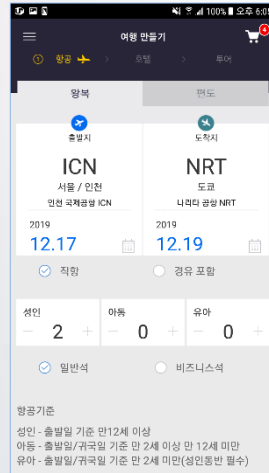 100% 오후 6:05
여행 만들기
① 항공 > 호텔 > 투어
왕복 편도
출발지 도착지
ICN NRT
서울 / 인천 도쿄
인천 국제공항 ICN 나리타 공항 NRT
2019 2019
12.17 12.19
직항 경유 포함
성인 아동 유아
− 2 + − 0 + − 0 +
일반석 비즈니스석
항공기준
성인 - 출발일 기준 만12세 이상
아동 - 출발일/귀국일 기준 만 2세 이상 만 12세 미만
유아 - 출발일/귀국일 기준 만 2세 미만(성인동반 필수)